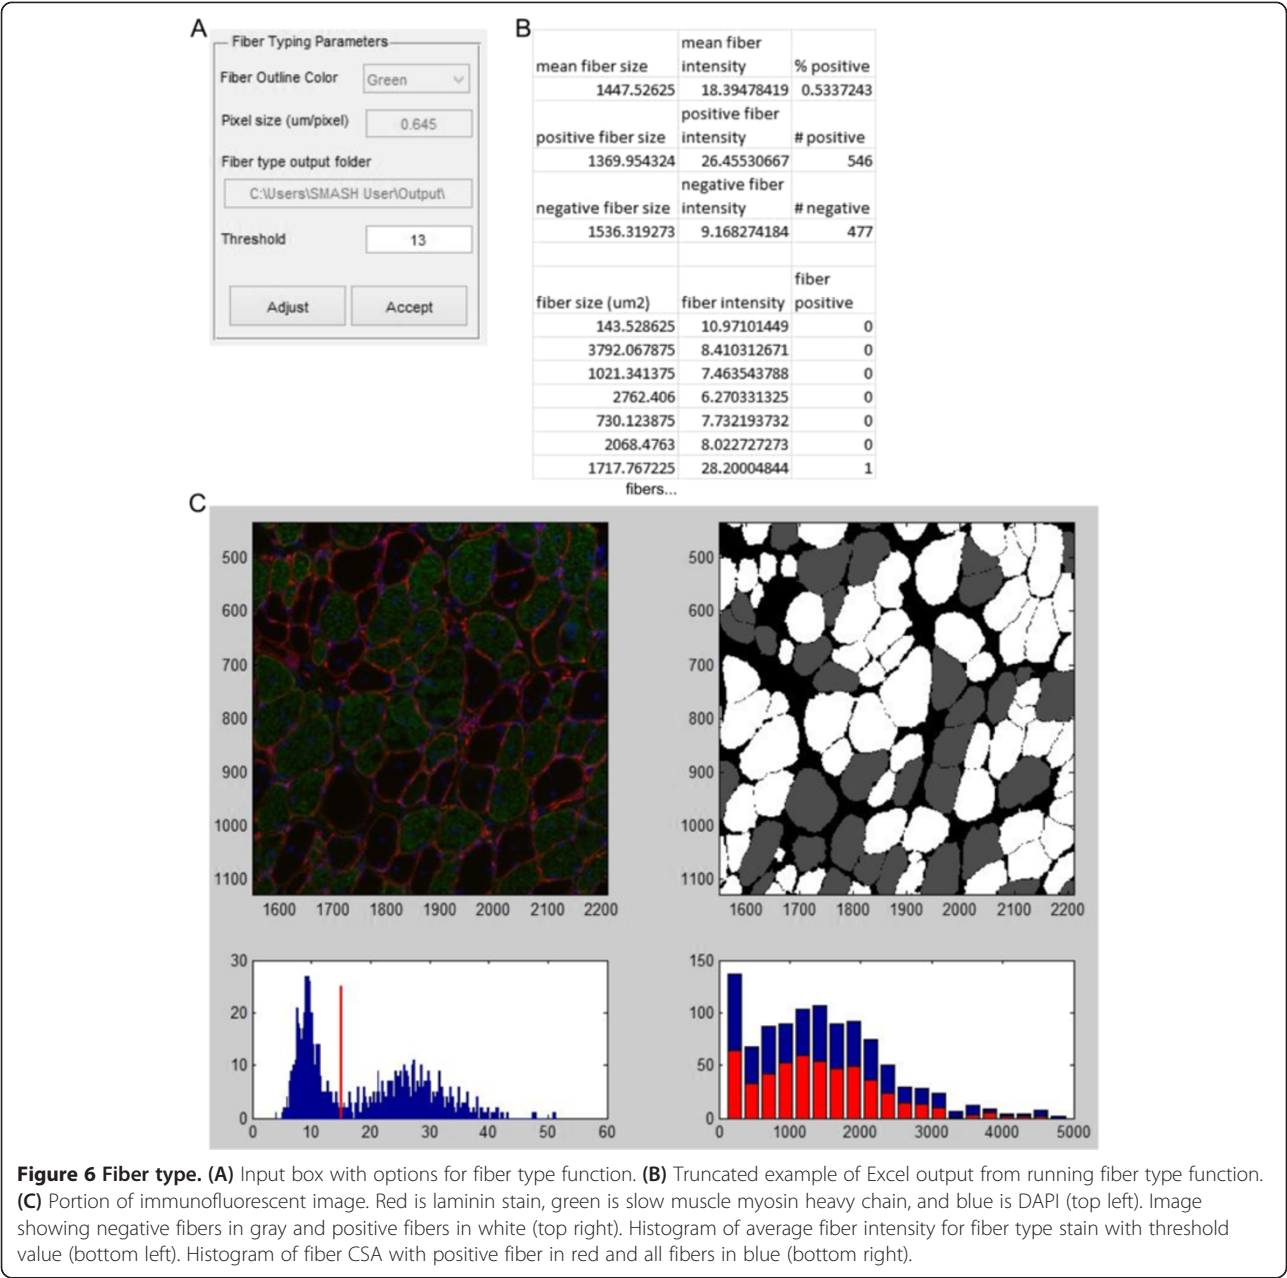 A
Fiber Typing Parameters
Fiber Outline Color
Green
Pixel size (um/pixel)
0.645
Fiber type output folder
C:\Users\SMASH User\Output\
Threshold
13
Adjust
Accept
B
mean fiber size mean fiber intensity % positive
1447.52625 18.39478419 0.5337243
positive fiber size positive fiber intensity # positive
1369.954324 26.45530667 546
negative fiber size negative fiber intensity # negative
1536.319273 9.168274184 477
fiber size (um2) fiber intensity fiber positive
143.528625 10.97101449 0
3792.067875 8.410312671 0
1021.341375 7.463543788 0
2762.406 6.270331325 0
730.123875 7.732193732 0
2068.4763 8.022727273 0
1717.767225 28.20004844 1
fibers...
C
500
600
700
800
900
1000
1100
1600 1700 1800 1900 2000 2100 2200
500
600
700
800
900
1000
1100
1600 1700 1800 1900 2000 2100 2200
30
20
10
0
0 10 20 30 40 50 60
150
100
50
0
0 1000 2000 3000 4000 5000
Figure 6 Fiber type. (A) Input box with options for fiber type function. (B) Truncated example of Excel output from running fiber type function.
(C) Portion of immunofluorescent image. Red is laminin stain, green is slow muscle myosin heavy chain, and blue is DAPI (top left). Image
showing negative fibers in gray and positive fibers in white (top right). Histogram of average fiber intensity for fiber type stain with threshold
value (bottom left). Histogram of fiber CSA with positive fiber in red and all fibers in blue (bottom right).